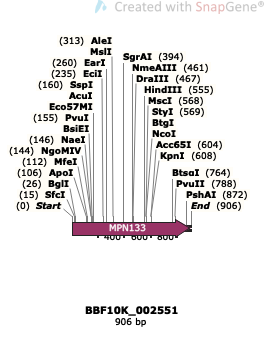 Created with SnapGene®
(313) AleI
MslI
(260) EarI
(235) EciI
(160) SspI
AcuI
Eco57MI
(155) PvuI
BsiEI
(146) NaeI
(144) NgoMIV
(112) MfeI
(106) ApoI
(26) BglI
(15) SfcI
(0) Start
SgrAI (394)
NmeAIII (461)
DraIII (467)
HindIII (555)
MscI (568)
StyI (569)
BtgI
NcoI
Acc65I (604)
KpnI (608)
BtsαI (764)
PvuII (788)
PshAI (872)
End (906)
MPN133
400 600 800
BBF10K_002551
906 bp